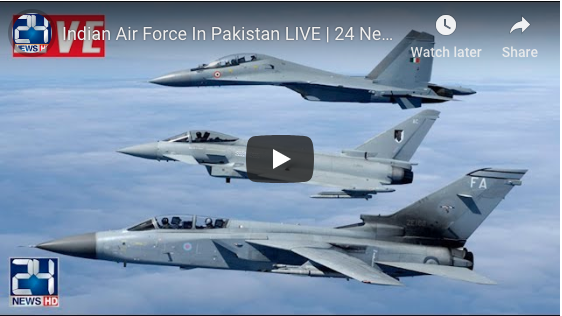 24
NEWS HD
LIVE
Indian Air Force In Pakistan LIVE | 24 Ne...
Watch later
Share
FA
24
NEWS HD